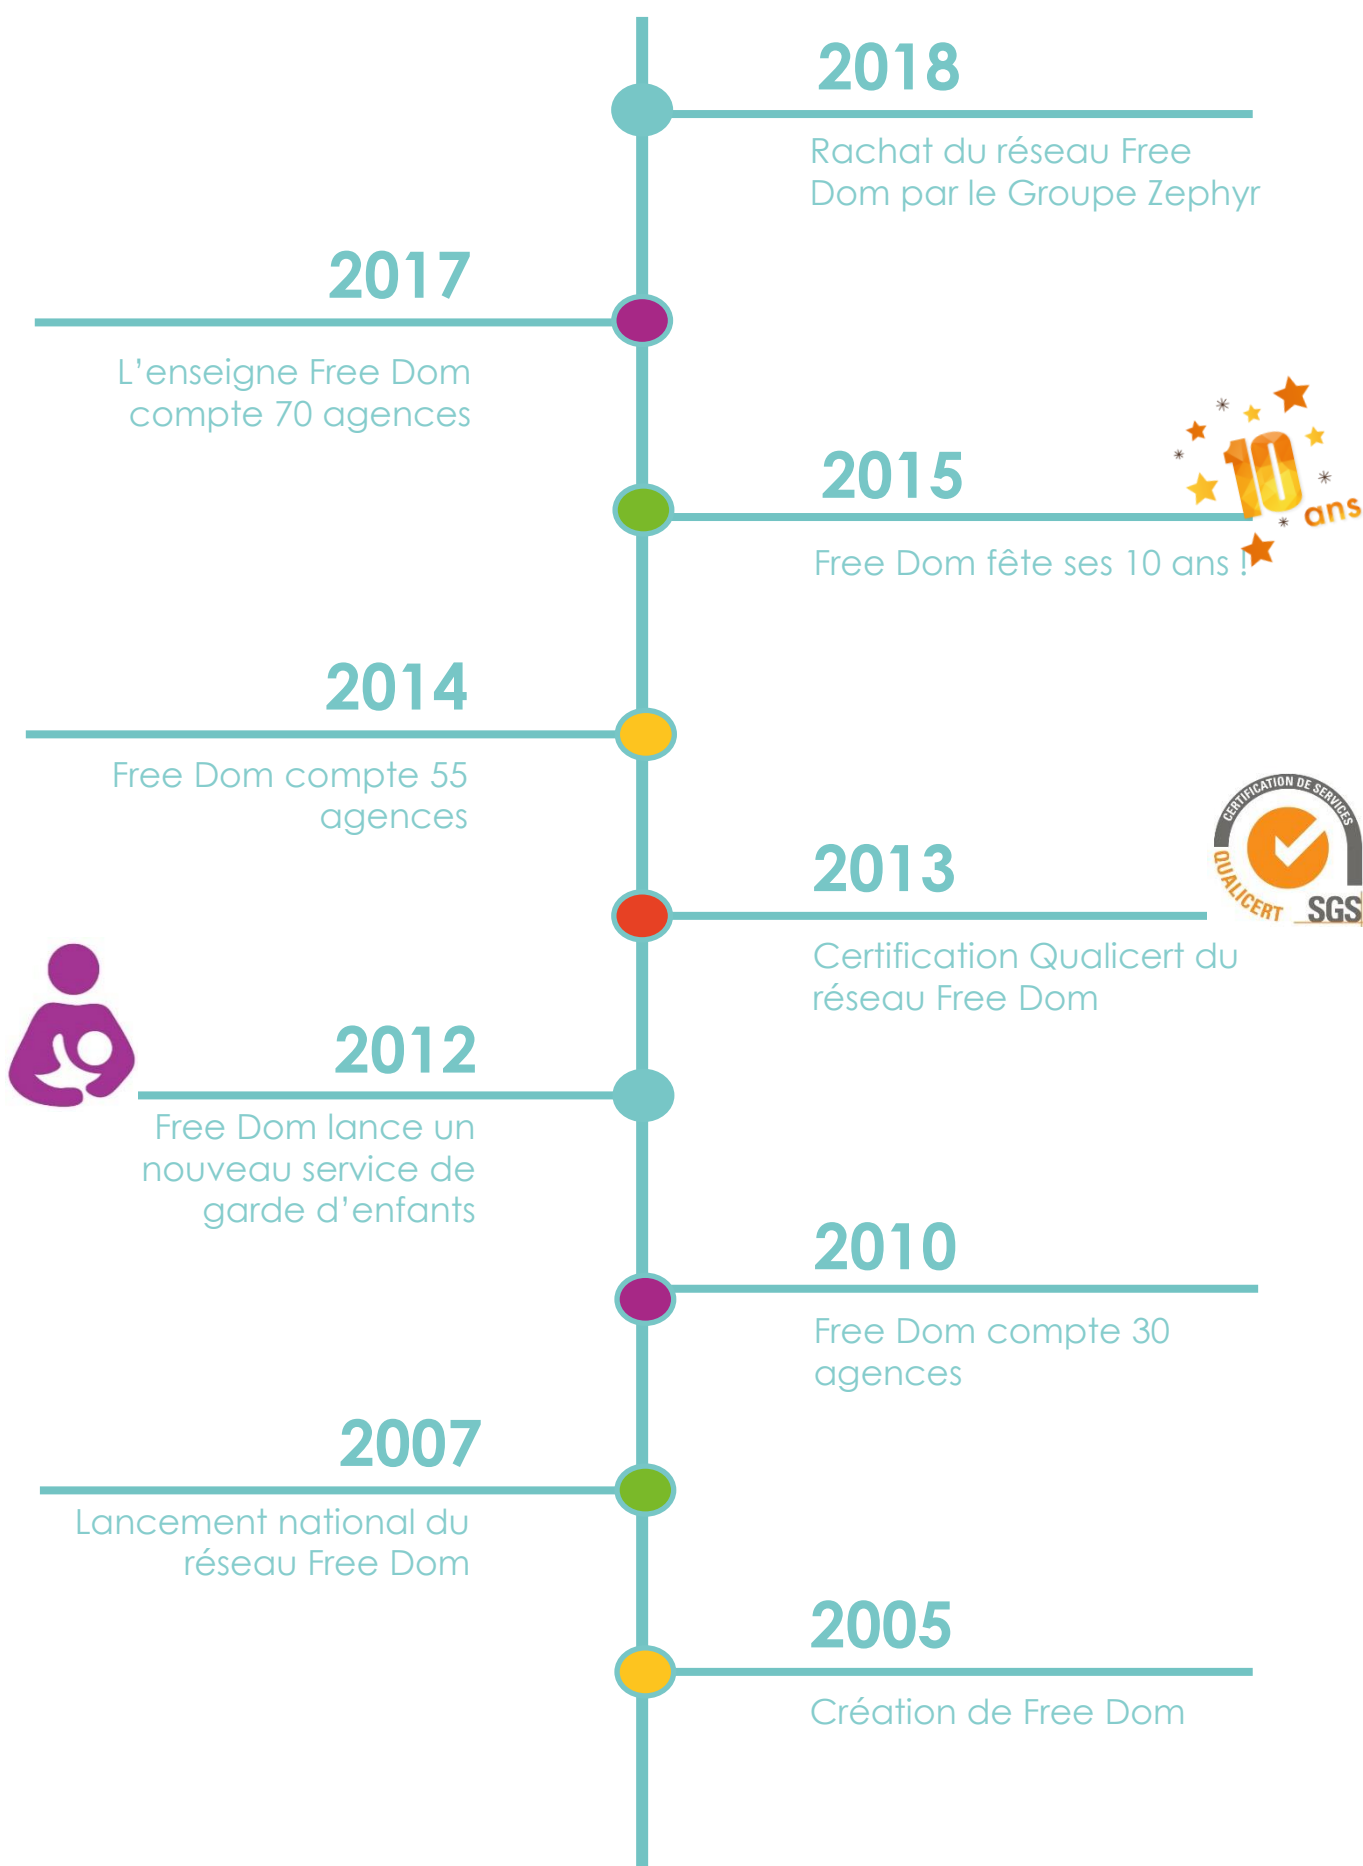 2018
Rachat du réseau Free
Dom par le Groupe Zephyr
2017
L’enseigne Free Dom
compte 70 agences
2015
10
ans
Free Dom fête ses 10 ans !
2014
Free Dom compte 55
agences
CERTIFICATION DE SERVICES
QUALICERT
SGS
2013
Certification Qualicert du
réseau Free Dom
2012
Free Dom lance un
nouveau service de
garde d’enfants
2010
Free Dom compte 30
agences
2007
Lancement national du
réseau Free Dom
2005
Création de Free Dom